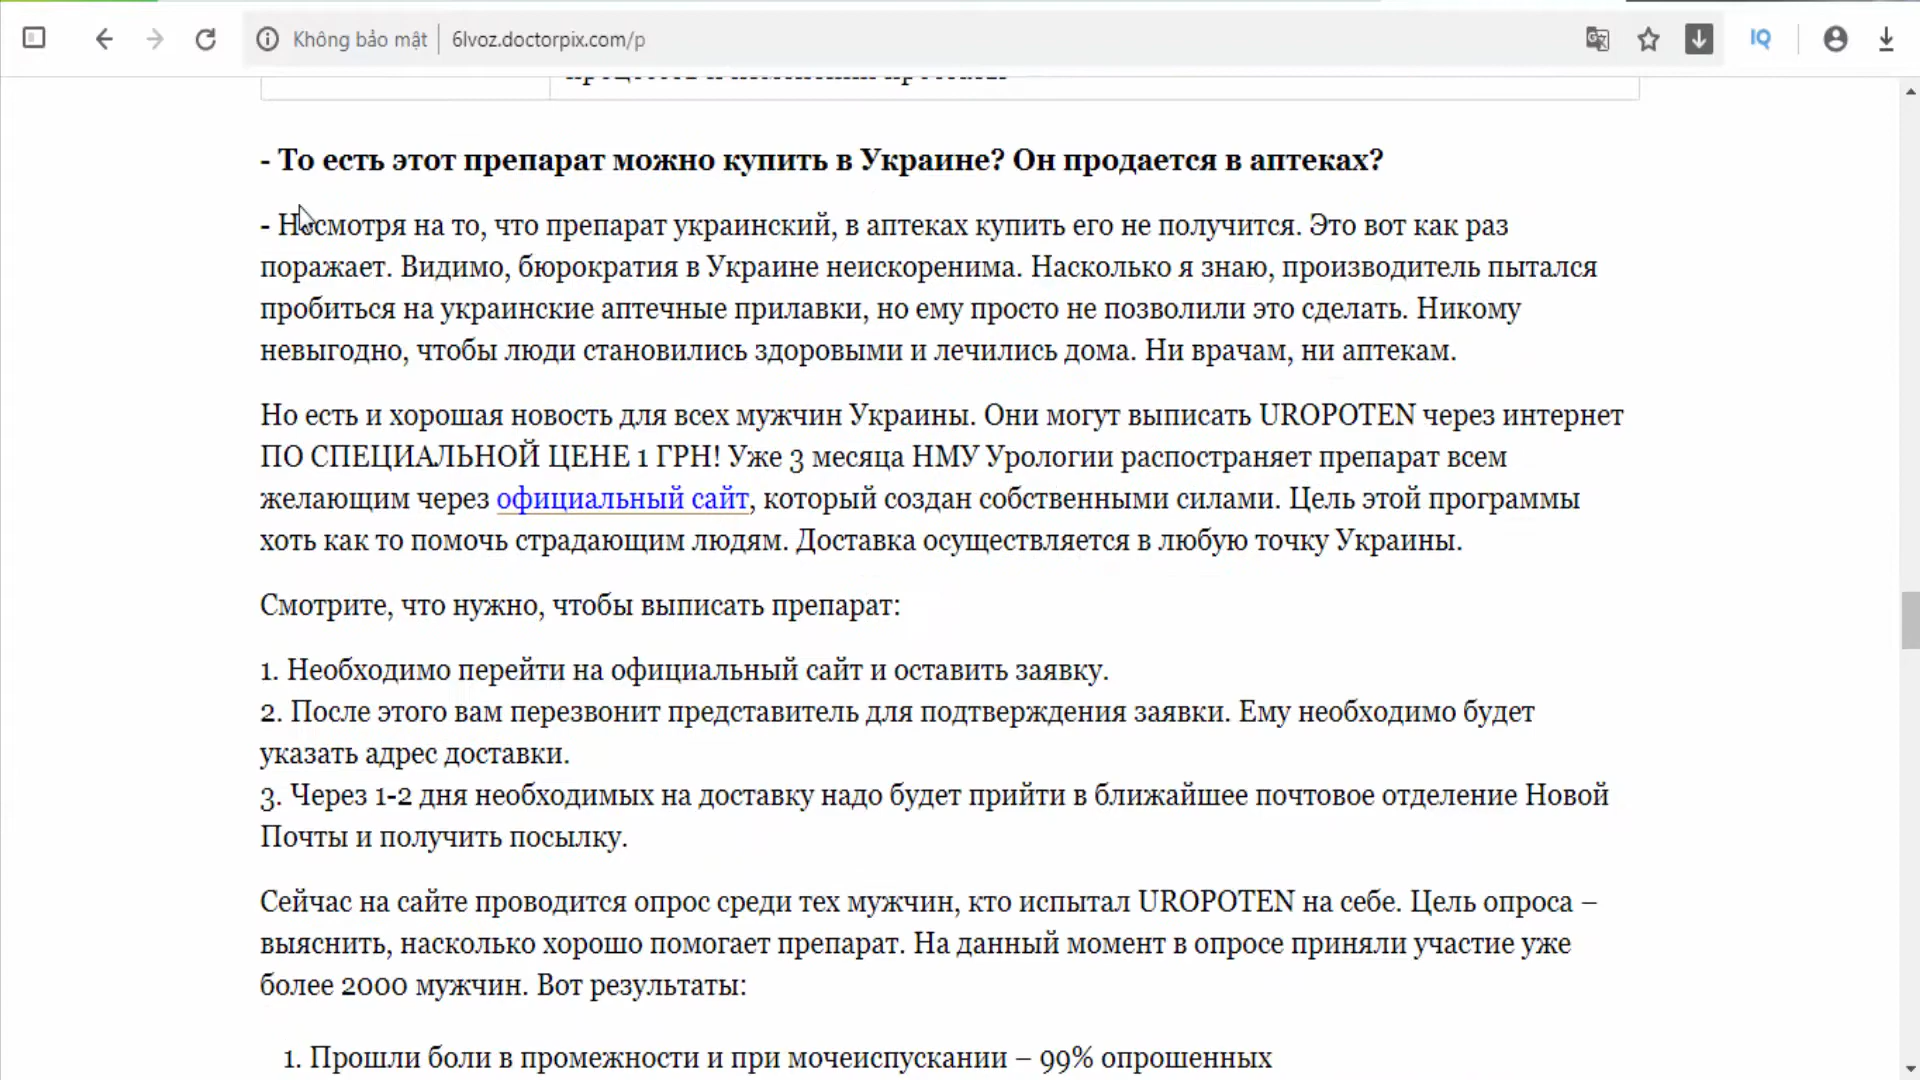 Không bảo mật 6lvoz.doctorpix.com/p
IQ
- То есть этот препарат можно купить в Украине? Он продается в аптеках?
- Несмотря на то, что препарат украинский, в аптеках купить его не получится. Это вот как раз
поражает. Видимо, бюрократия в Украине неискоренима. Насколько я знаю, производитель пытался
пробиться на украинские аптечные прилавки, но ему просто не позволили это сделать. Никому
невыгодно, чтобы люди становились здоровыми и лечились дома. Ни врачам, ни аптекам.
Но есть и хорошая новость для всех мужчин Украины. Они могут выписать UROPOTEN через интернет
ПО СПЕЦИАЛЬНОЙ ЦЕНЕ 1 ГРН! Уже 3 месяца НМУ Урологии распостраняет препарат всем
желающим через официальный сайт, который создан собственными силами. Цель этой программы
хоть как то помочь страдающим людям. Доставка осуществляется в любую точку Украины.
Смотрите, что нужно, чтобы выписать препарат:
1. Необходимо перейти на официальный сайт и оставить заявку.
2. После этого вам перезвонит представитель для подтверждения заявки. Ему необходимо будет
указать адрес доставки.
3. Через 1-2 дня необходимых на доставку надо будет прийти в ближайшее почтовое отделение Новой
Почты и получить посылку.
Сейчас на сайте проводится опрос среди тех мужчин, кто испытал UROPOTEN на себе. Цель опроса –
выяснить, насколько хорошо помогает препарат. На данный момент в опросе приняли участие уже
более 2000 мужчин. Вот результаты:
1. Прошли боли в промежности и при мочеиспускании – 99% опрошенных